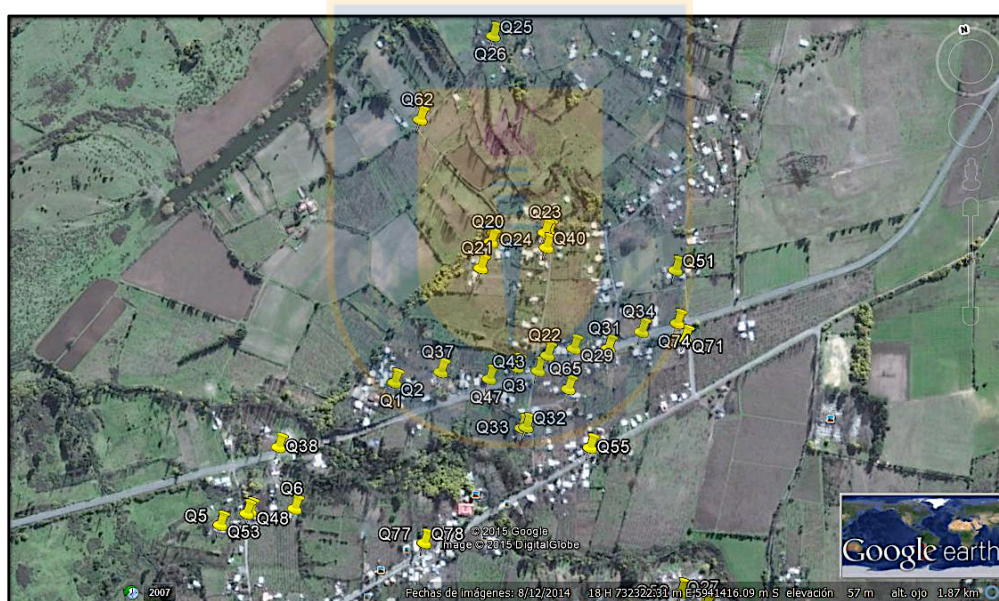 N
Q25
Q26
Q62
Q23
Q20
Q24
Q40
Q21
Q51
Q34
Q31
Q22
Q74
Q71
Q29
Q43
Q37
Q65
Q2
Q3
Q47
Q1
Q32
Q33
Q38
Q55
Q6
Q5
Q48
Q53
Q77
Q78
© 2015 Google
Image © 2015 DigitalGlobe
Google earth
2007
Fechas de imágenes: 8/12/2014 18 H 732322.31 m E 5941416.09 m S elevación 57 m alt. ojo 1.87 km